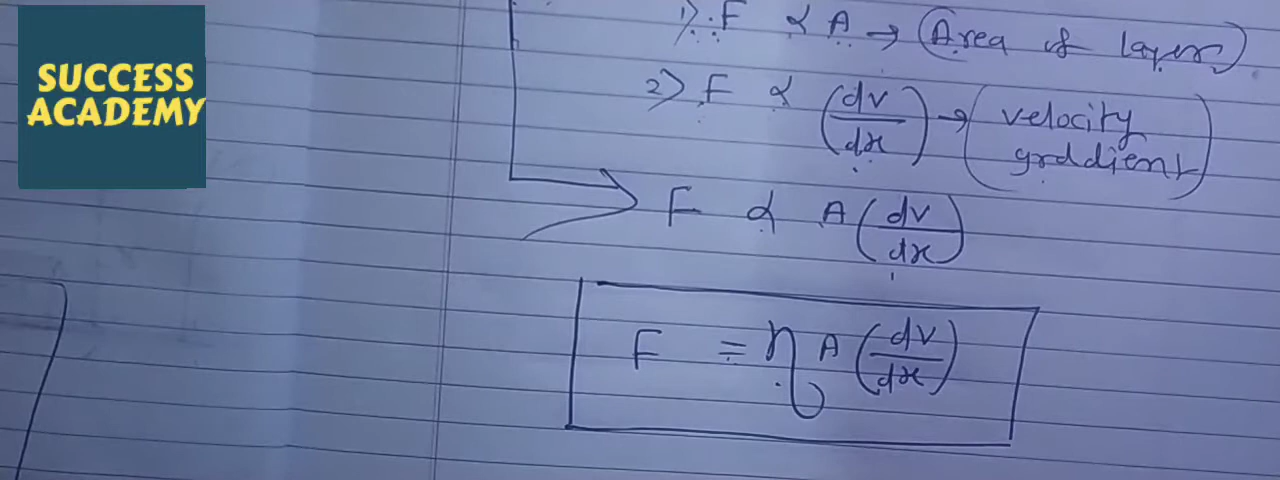 SUCCESS
ACADEMY
1) F ∝ A → (Area of layer)
2) F ∝ (dv/dx) → (velocity gradient)
F ∝ A (dv/dx)
F = η A (dv/dx)